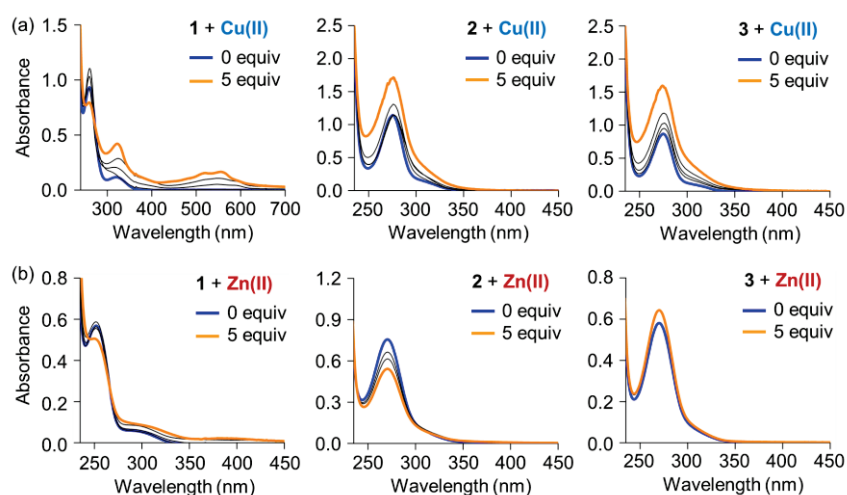 (a)
1 + Cu(II)
0 equiv
5 equiv
1.5
1.0
0.5
0.0
Absorbance
300 400 500 600 700
Wavelength (nm)
2 + Cu(II)
0 equiv
5 equiv
2.5
2.0
1.5
1.0
0.5
0.0
250 300 350 400 450
Wavelength (nm)
3 + Cu(II)
0 equiv
5 equiv
2.5
2.0
1.5
1.0
0.5
0.0
250 300 350 400 450
Wavelength (nm)
(b)
1 + Zn(II)
0 equiv
5 equiv
0.8
0.6
0.4
0.2
0.0
Absorbance
250 300 350 400 450
Wavelength (nm)
2 + Zn(II)
0 equiv
5 equiv
1.2
0.9
0.6
0.3
0.0
250 300 350 400 450
Wavelength (nm)
3 + Zn(II)
0 equiv
5 equiv
0.8
0.6
0.4
0.2
0.0
250 300 350 400 450
Wavelength (nm)